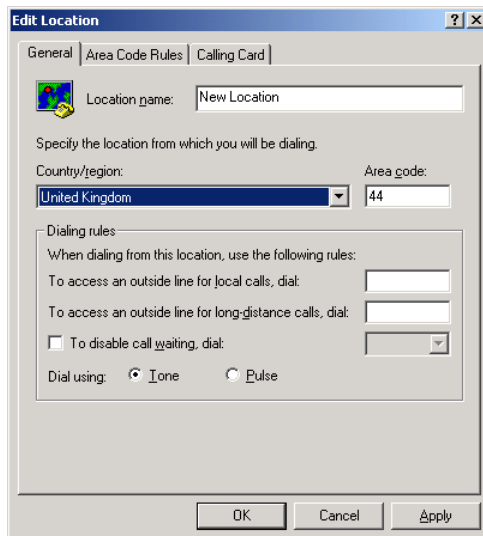 Edit Location
General Area Code Rules Calling Card
Location name: New Location
Specify the location from which you will be dialing.
Country/region: Area code:
United Kingdom 44
Dialing rules
When dialing from this location, use the following rules:
To access an outside line for local calls, dial:
To access an outside line for long-distance calls, dial:
To disable call waiting, dial:
Dial using: Tone Pulse
OK Cancel Apply